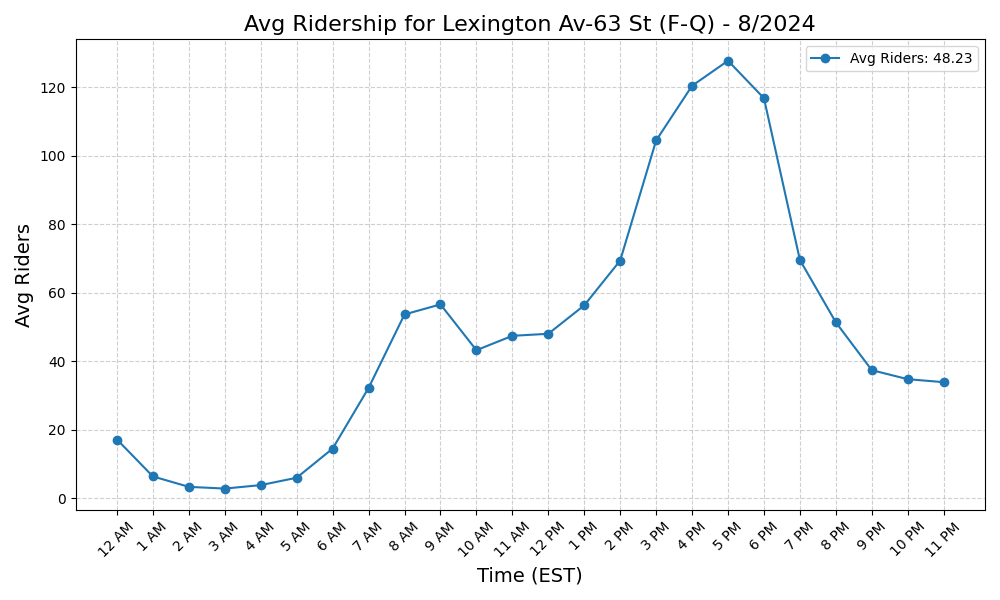 Avg Ridership for Lexington Av-63 St (F-Q) - 8/2024
Avg Riders: 48.23
Avg Riders
120
100
80
60
40
20
0
12 AM
1 AM
2 AM
3 AM
4 AM
5 AM
6 AM
7 AM
8 AM
9 AM
10 AM
11 AM
12 PM
1 PM
2 PM
3 PM
4 PM
5 PM
6 PM
7 PM
8 PM
9 PM
10 PM
11 PM
Time (EST)